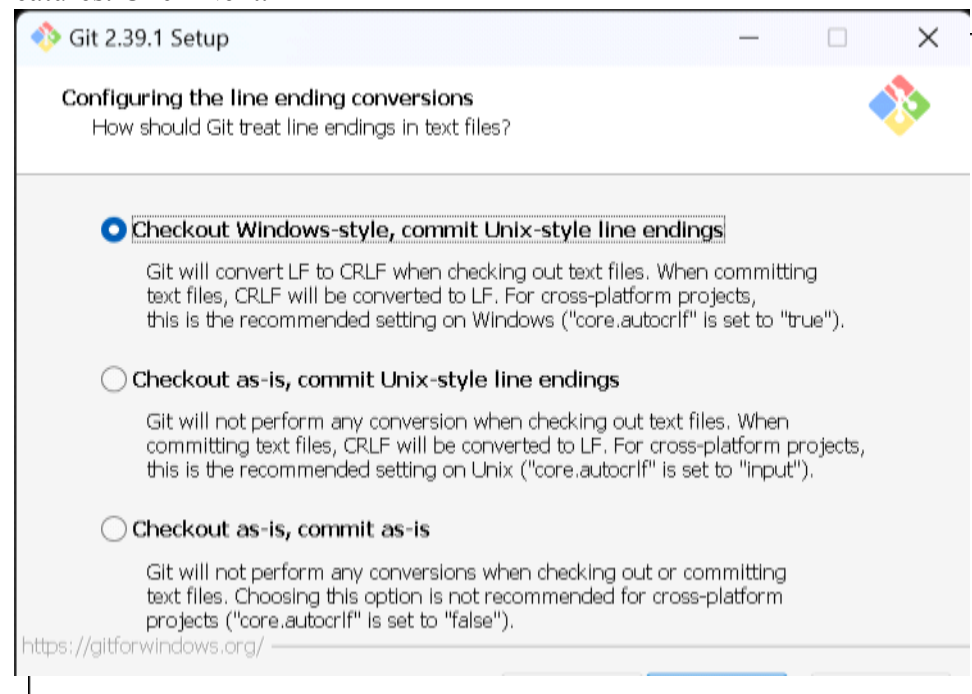 Git 2.39.1 Setup
Configuring the line ending conversions
How should Git treat line endings in text files?
Checkout Windows-style, commit Unix-style line endings
Git will convert LF to CRLF when checking out text files. When committing
text files, CRLF will be converted to LF. For cross-platform projects,
this is the recommended setting on Windows ("core.autocrlf" is set to "true").
Checkout as-is, commit Unix-style line endings
Git will not perform any conversion when checking out text files. When
committing text files, CRLF will be converted to LF. For cross-platform projects,
this is the recommended setting on Unix ("core.autocrlf" is set to "input").
Checkout as-is, commit as-is
Git will not perform any conversions when checking out or committing
text files. Choosing this option is not recommended for cross-platform
projects ("core.autocrlf" is set to "false").
https://gitforwindows.org/